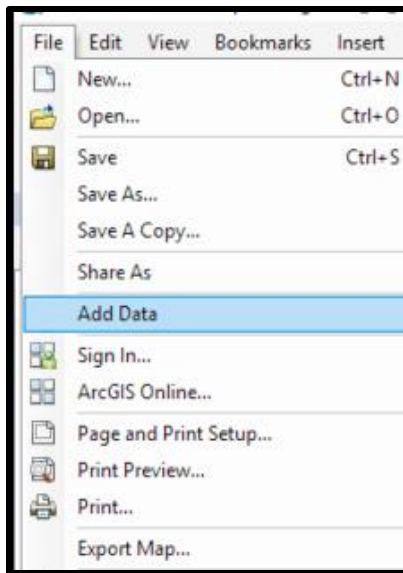 File Edit View Bookmarks Insert
New... Ctrl+N
Open... Ctrl+O
Save Ctrl+S
Save As...
Save A Copy...
Share As
Add Data
Sign In...
ArcGIS Online...
Page and Print Setup...
Print Preview...
Print...
Export Map...